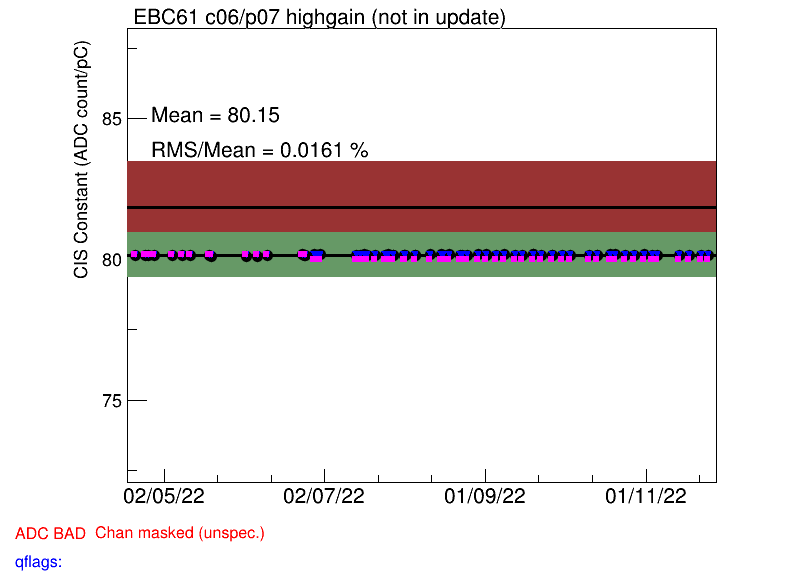 EBC61 c06/p07 highgain (not in update)
CIS Constant (ADC count/pC)
85
80
75
Mean = 80.15
RMS/Mean = 0.0161 %
02/05/22 02/07/22 01/09/22 01/11/22
ADC BAD Chan masked (unspec.)
qflags: